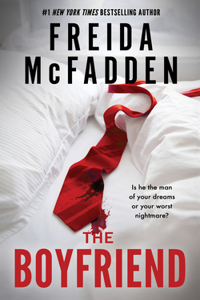 #1 NEW YORK TIMES BESTSELLING AUTHOR
FREIDA
McFADDEN
Is he the man
of your dreams
or your worst
nightmare?
THE
BOYFRIEND